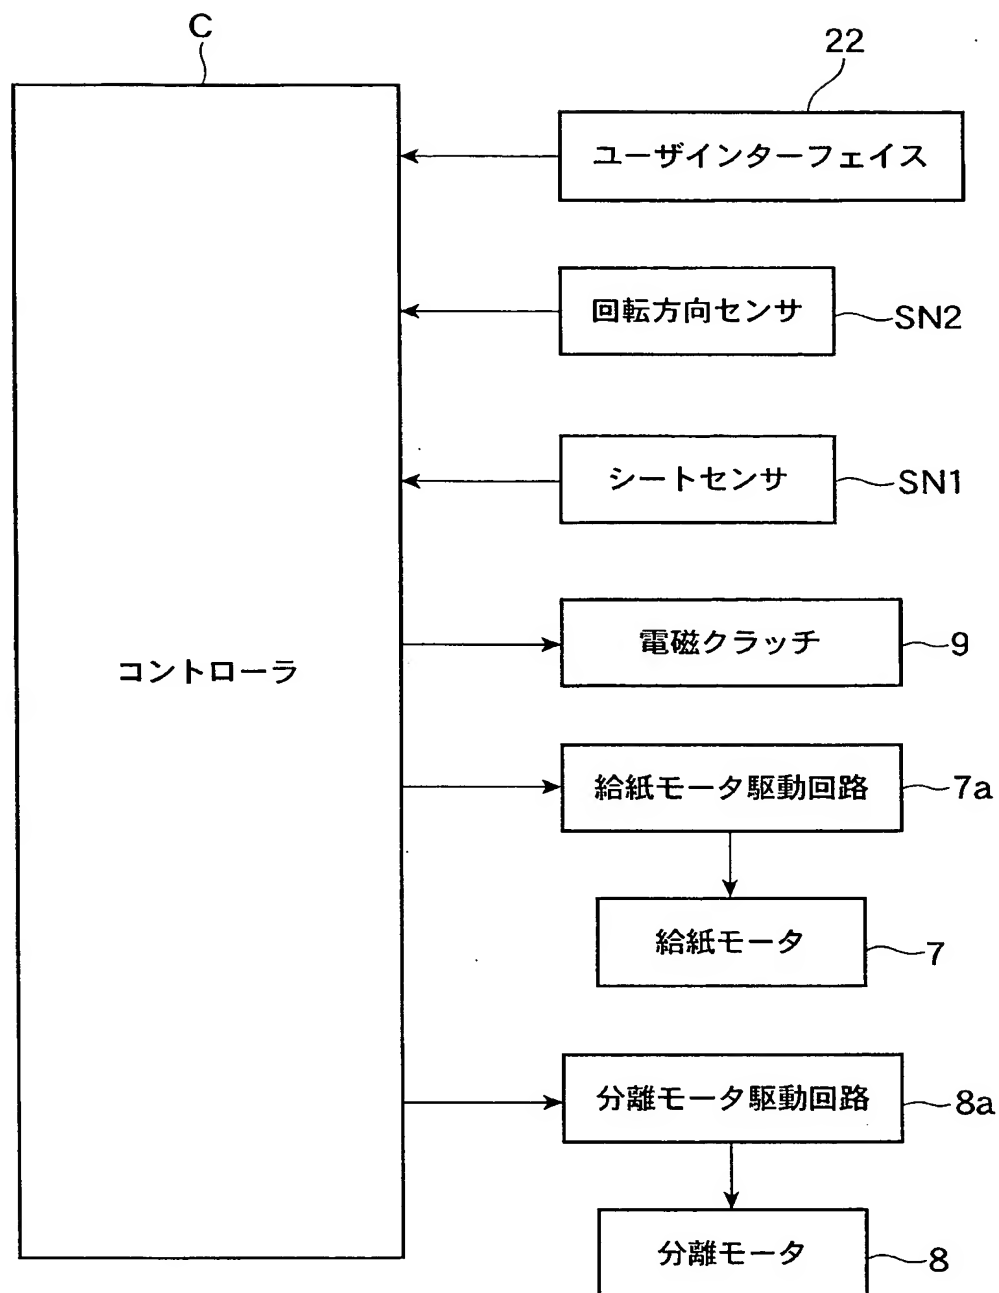 C
22
ユーザインターフェイス
回転方向センサ
SN2
シートセンサ
SN1
電磁クラッチ
9
コントローラ
給紙モータ駆動回路
7a
給紙モータ
7
分離モータ駆動回路
8a
分離モータ
8